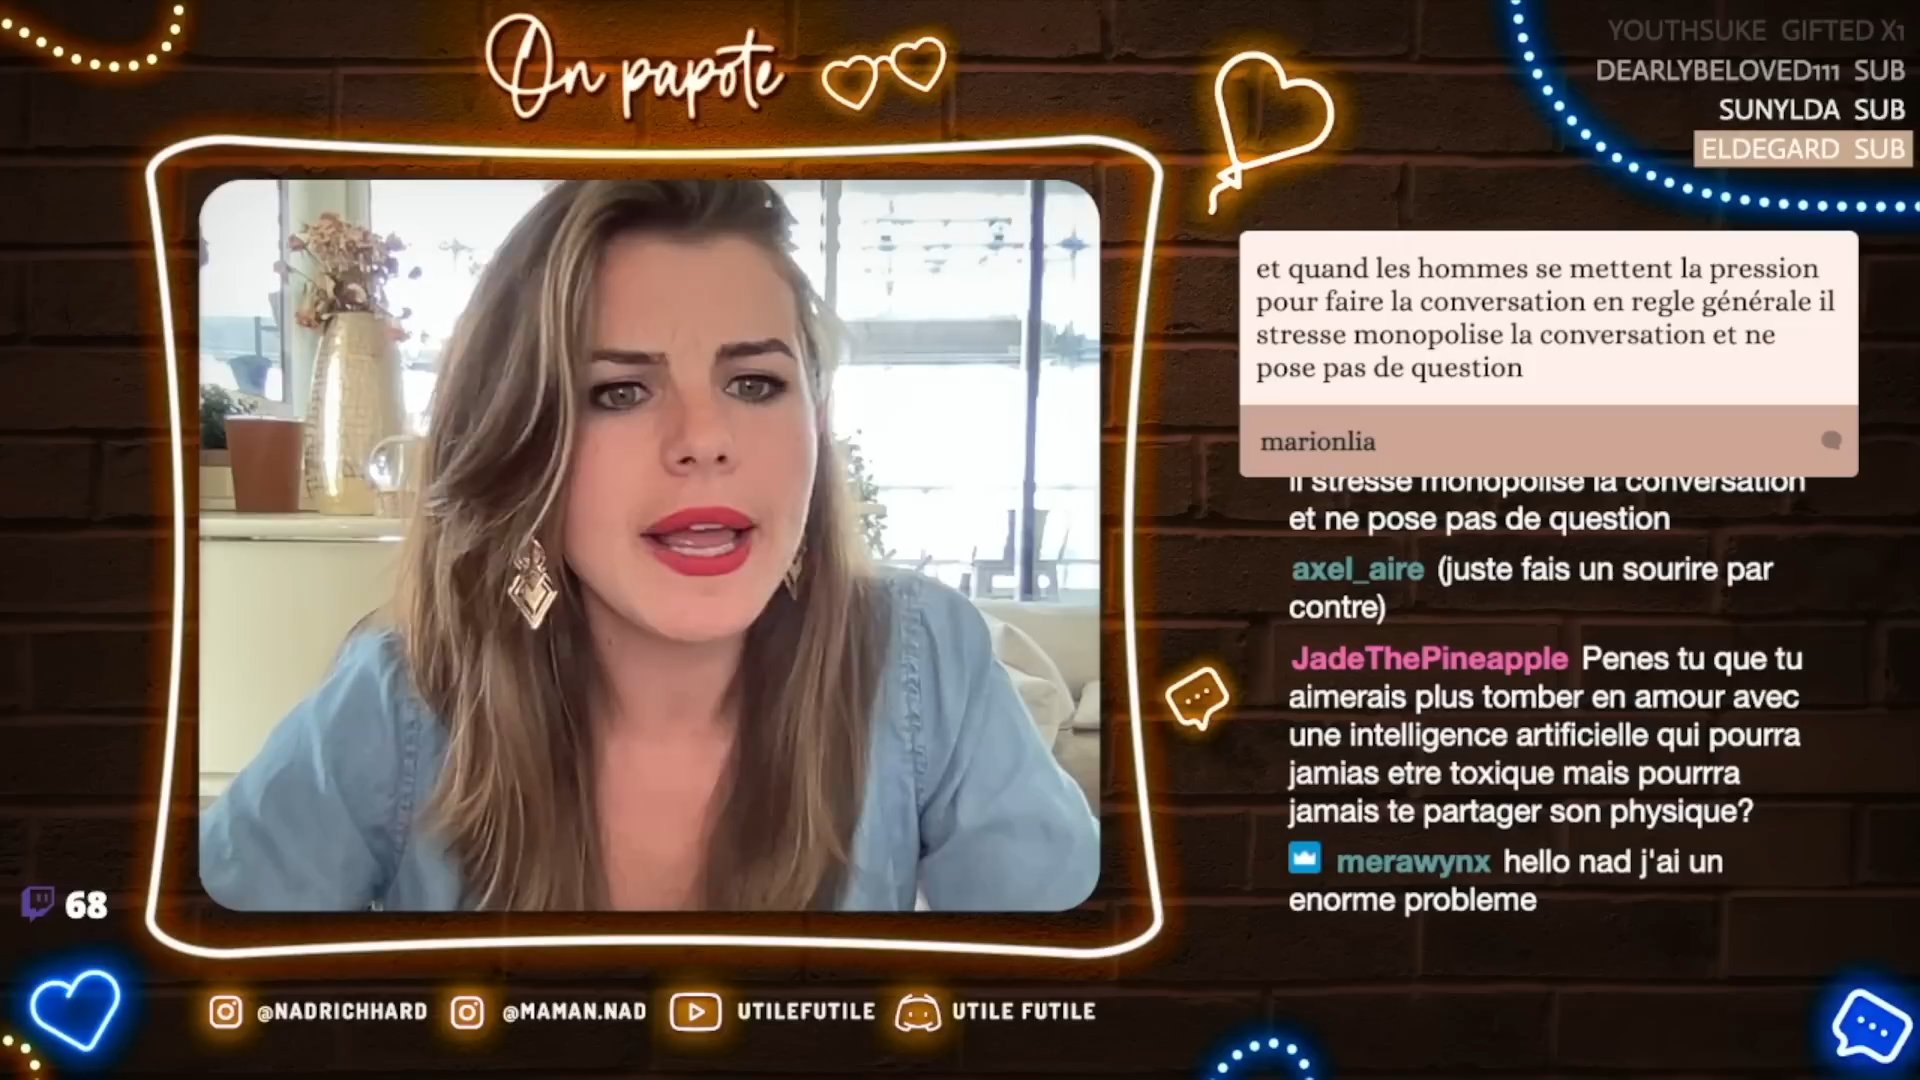 On papote
YOUTHSUKE GIFTED X1
DEARLYBELOVED111 SUB
SUNYLDA SUB
ELDEGARD SUB
et quand les hommes se mettent la pression
pour faire la conversation en regle générale il
stresse monopolise la conversation et ne
pose pas de question
marionlia
il stresse monopolise la conversation
et ne pose pas de question
axel_aire (juste fais un sourire par
contre)
JadeThePineapple Penes tu que tu
aimerais plus tomber en amour avec
une intelligence artificielle qui pourra
jamias etre toxique mais pourrra
jamais te partager son physique?
merawynx hello nad j'ai un
enorme probleme
68
@NADRICHHARD @MAMAN.NAD UTILEFUTILE UTILE FUTILE